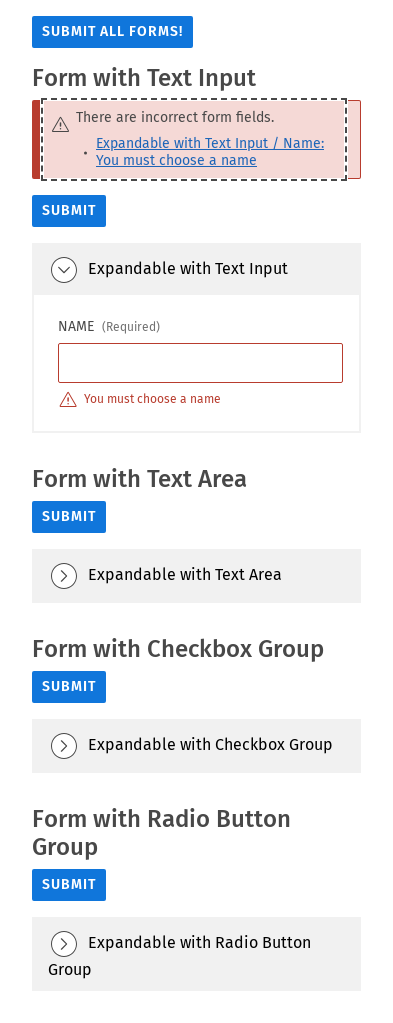 SUBMIT ALL FORMS!
Form with Text Input
There are incorrect form fields.
• Expandable with Text Input / Name:
You must choose a name
SUBMIT
Expandable with Text Input
NAME (Required)
You must choose a name
Form with Text Area
SUBMIT
Expandable with Text Area
Form with Checkbox Group
SUBMIT
Expandable with Checkbox Group
Form with Radio Button
Group
SUBMIT
Expandable with Radio Button
Group